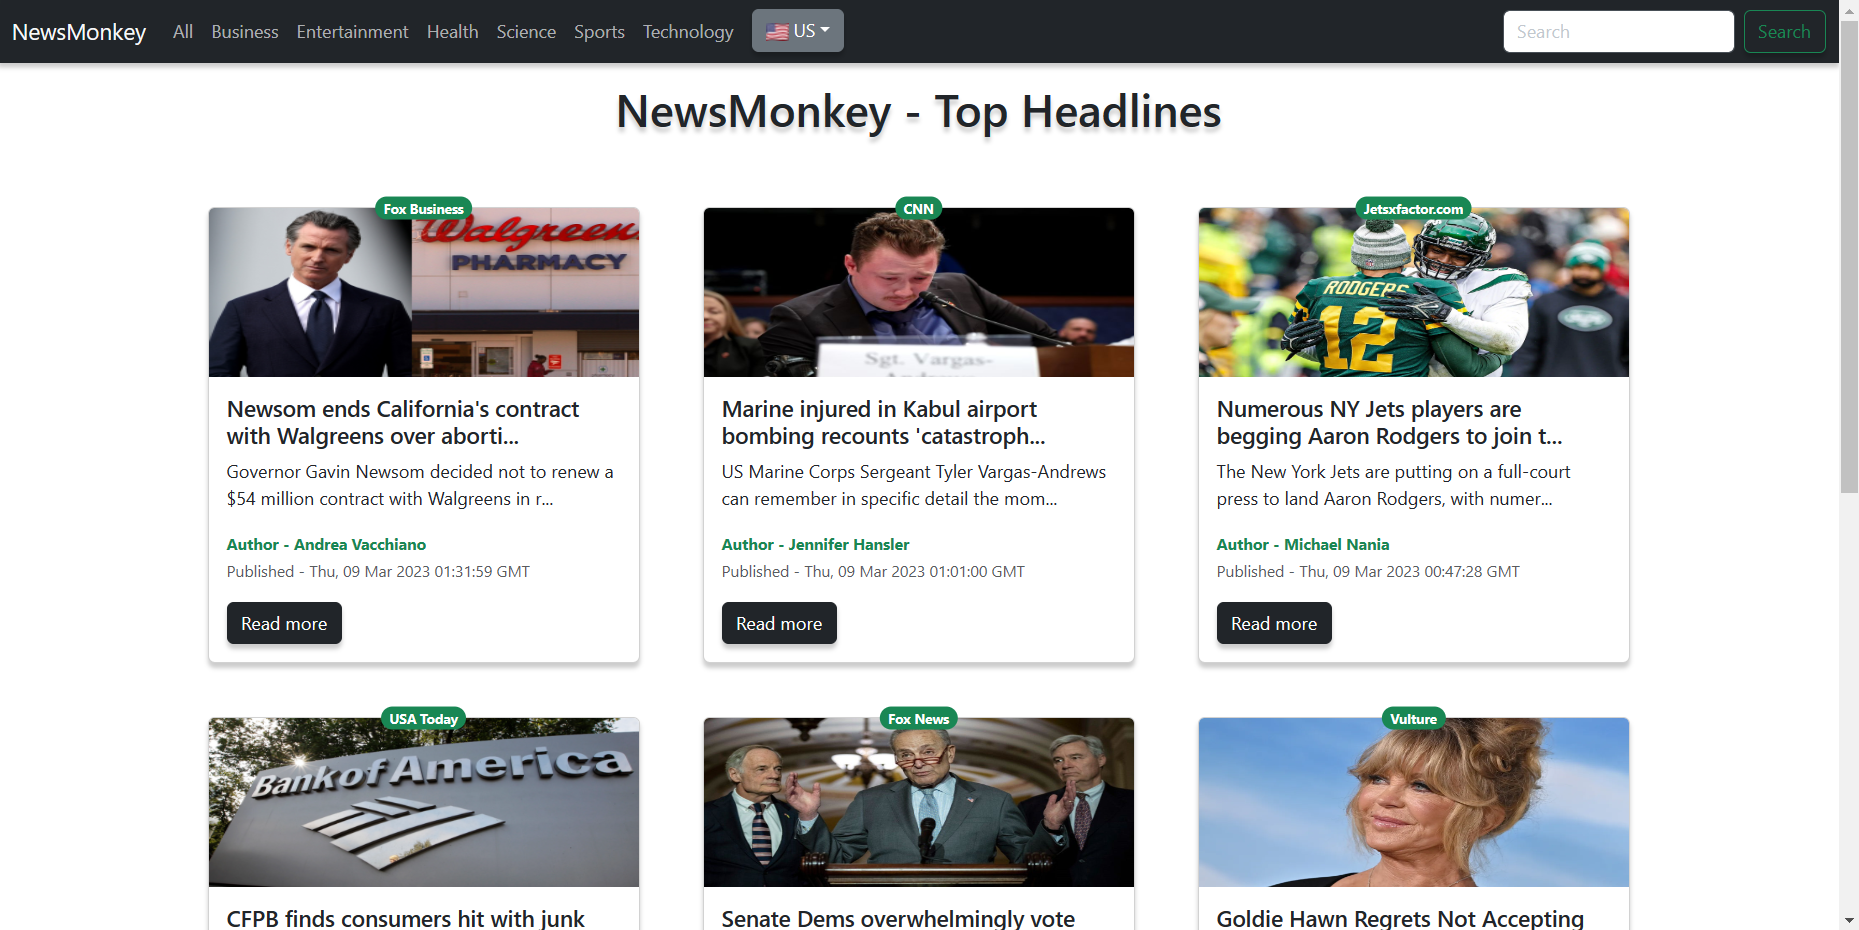 NewsMonkey All Business Entertainment Health Science Sports Technology US Search Search
NewsMonkey - Top Headlines
Fox Business
Walgreen
PHARMACY
Newsom ends California's contract
with Walgreens over aborti...
Governor Gavin Newsom decided not to renew a
$54 million contract with Walgreens in r...
Author - Andrea Vacchiano
Published - Thu, 09 Mar 2023 01:31:59 GMT
Read more
CNN
Sgt. Vargas-
Marine injured in Kabul airport
bombing recounts 'catastroph...
US Marine Corps Sergeant Tyler Vargas-Andrews
can remember in specific detail the mom...
Author - Jennifer Hansler
Published - Thu, 09 Mar 2023 01:01:00 GMT
Read more
Jetsxfactor.com
RODGERS
12
Numerous NY Jets players are
begging Aaron Rodgers to join t...
The New York Jets are putting on a full-court
press to land Aaron Rodgers, with numer...
Author - Michael Nania
Published - Thu, 09 Mar 2023 00:47:28 GMT
Read more
USA Today
Bank of America
CFPB finds consumers hit with junk
Fox News
Senate Dems overwhelmingly vote
Vulture
Goldie Hawn Regrets Not Accepting